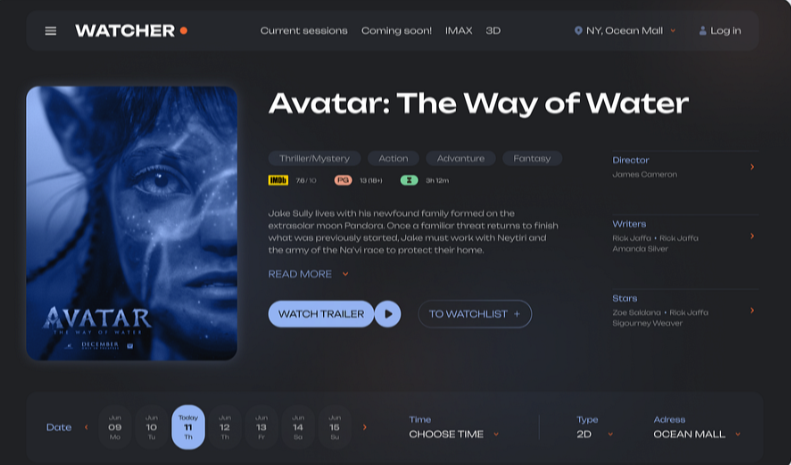 WATCHER
Current sessions Coming soon! IMAX 3D
NY, Ocean Mall
Log in
AVATAR
THE WAY OF WATER
DECEMBER
Avatar: The Way of Water
Thriller/Mystery Action Advanture Fantasy
IMDb 7.6 / 10 PG 13 (18+) 3h 12m
Jake Sully lives with his newfound family formed on the
extrasolar moon Pandora. Once a familiar threat returns to finish
what was previously started, Jake must work with Neytiri and
the army of the Na'vi race to protect their home.
READ MORE
WATCH TRAILER
TO WATCHLIST +
Director
James Cameron
Writers
Rick Jaffa • Rick Jaffa
Amanda Silver
Stars
Zoe Saldana • Rick Jaffa
Sigourney Weaver
Date
Jun 09 Mo
Jun 10 Tu
Today 11 Th
Jun 12 Th
Jun 13 Fr
Jun 14 Sa
Jun 15 Su
Time
CHOOSE TIME
Type
2D
Adress
OCEAN MALL